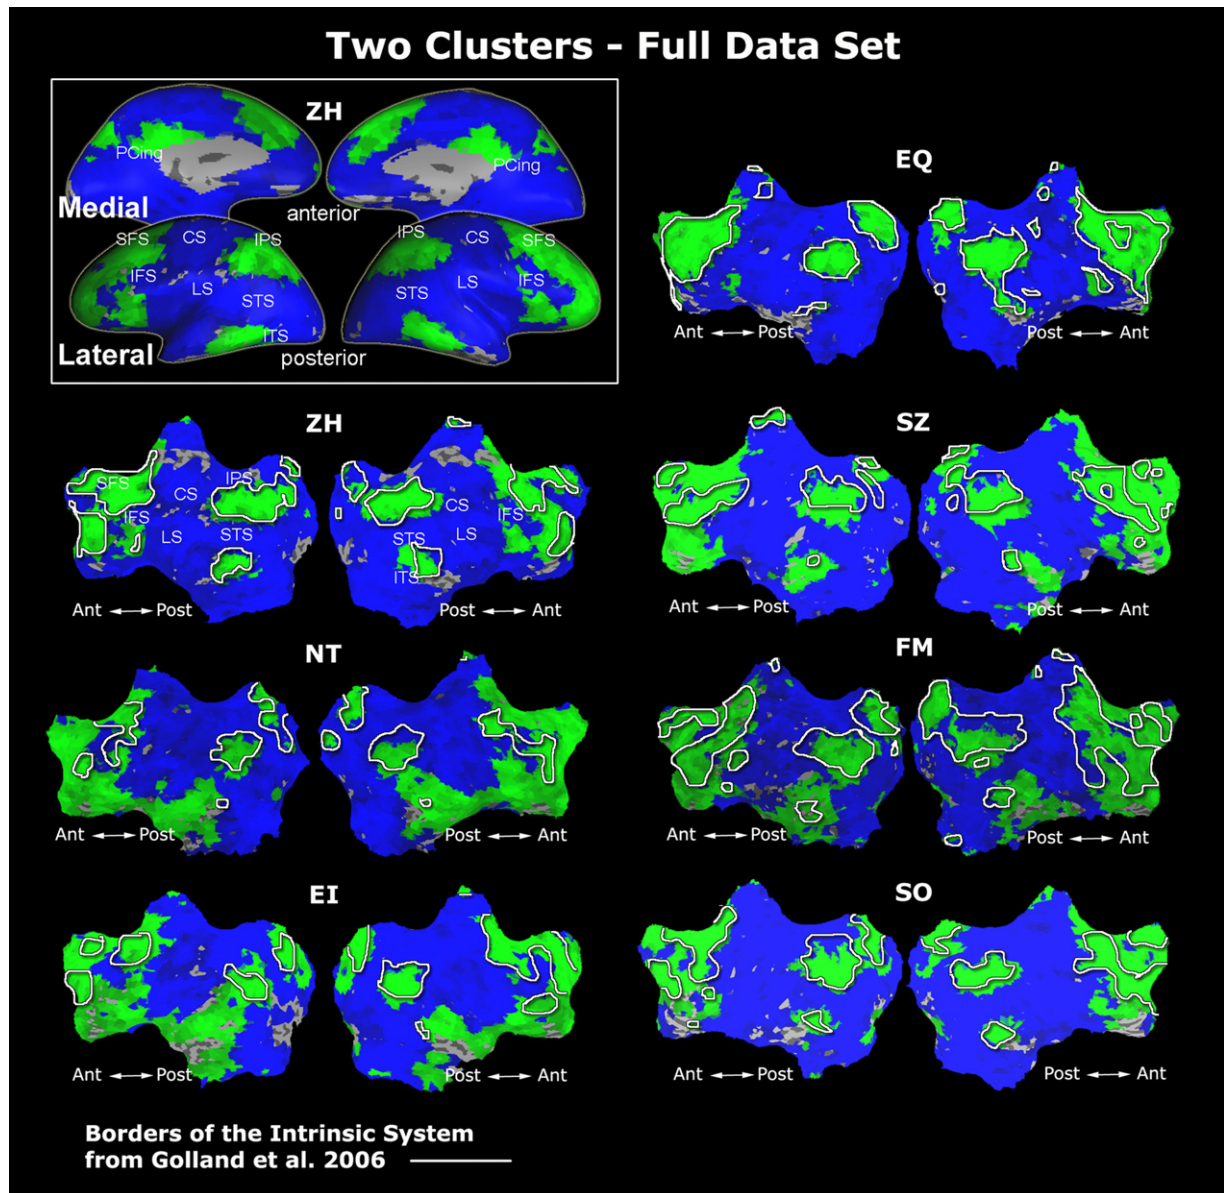 Two Clusters - Full Data Set
ZH
PCing
PCing
Medial
anterior
SFS
CS
IPS
IPS
CS
SFS
IFS
LS
STS
STS
LS
IFS
ITS
Lateral
posterior
EQ
Ant Post
Post Ant
ZH
SFS
IPS
CS
IFS
LS
STS
CS
IFS
STS
LS
ITS
Ant Post
Post Ant
SZ
Ant Post
Post Ant
NT
Ant Post
Post Ant
FM
Ant Post
Post Ant
EI
Ant Post
Post Ant
SO
Ant Post
Post Ant
Borders of the Intrinsic System
from Golland et al. 2006